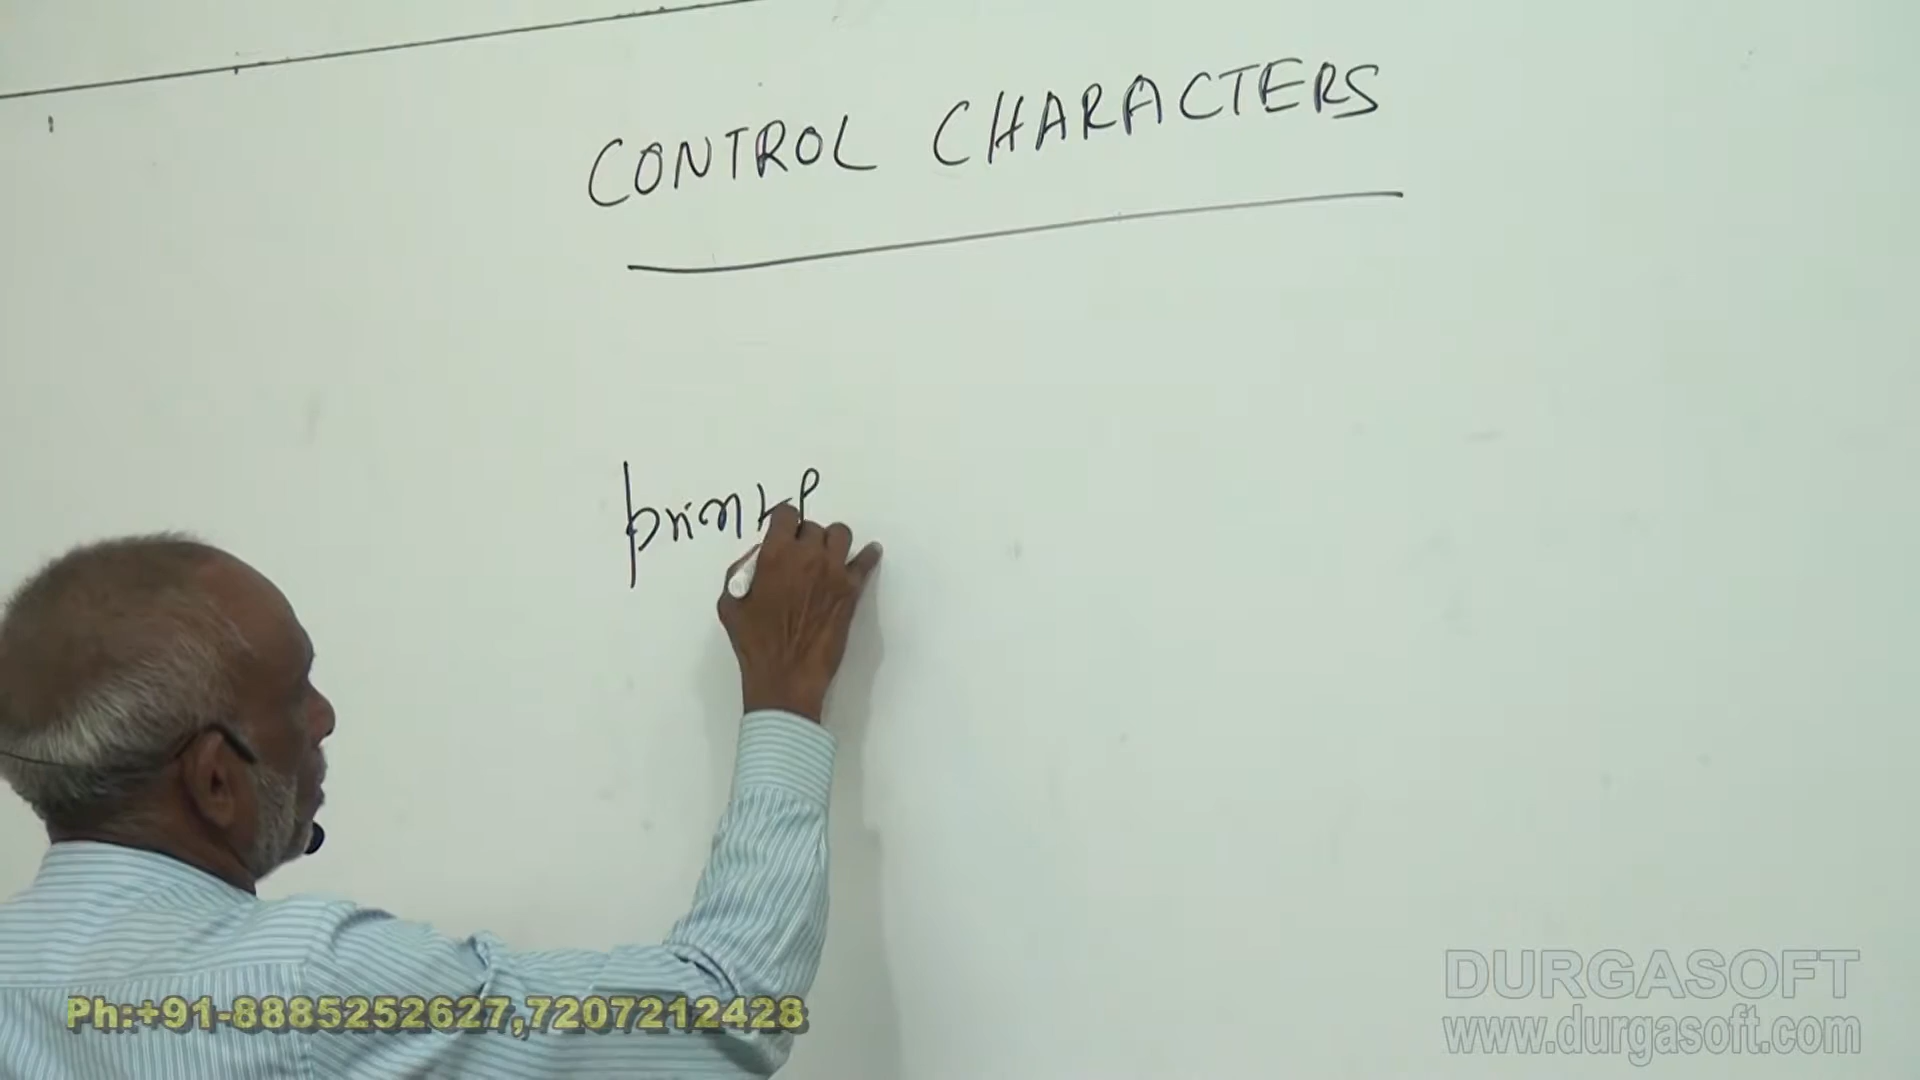 CONTROL CHARACTERS
printf
Ph:+91-8885252627,7207212428
DURGASOFT
www.durgasoft.com